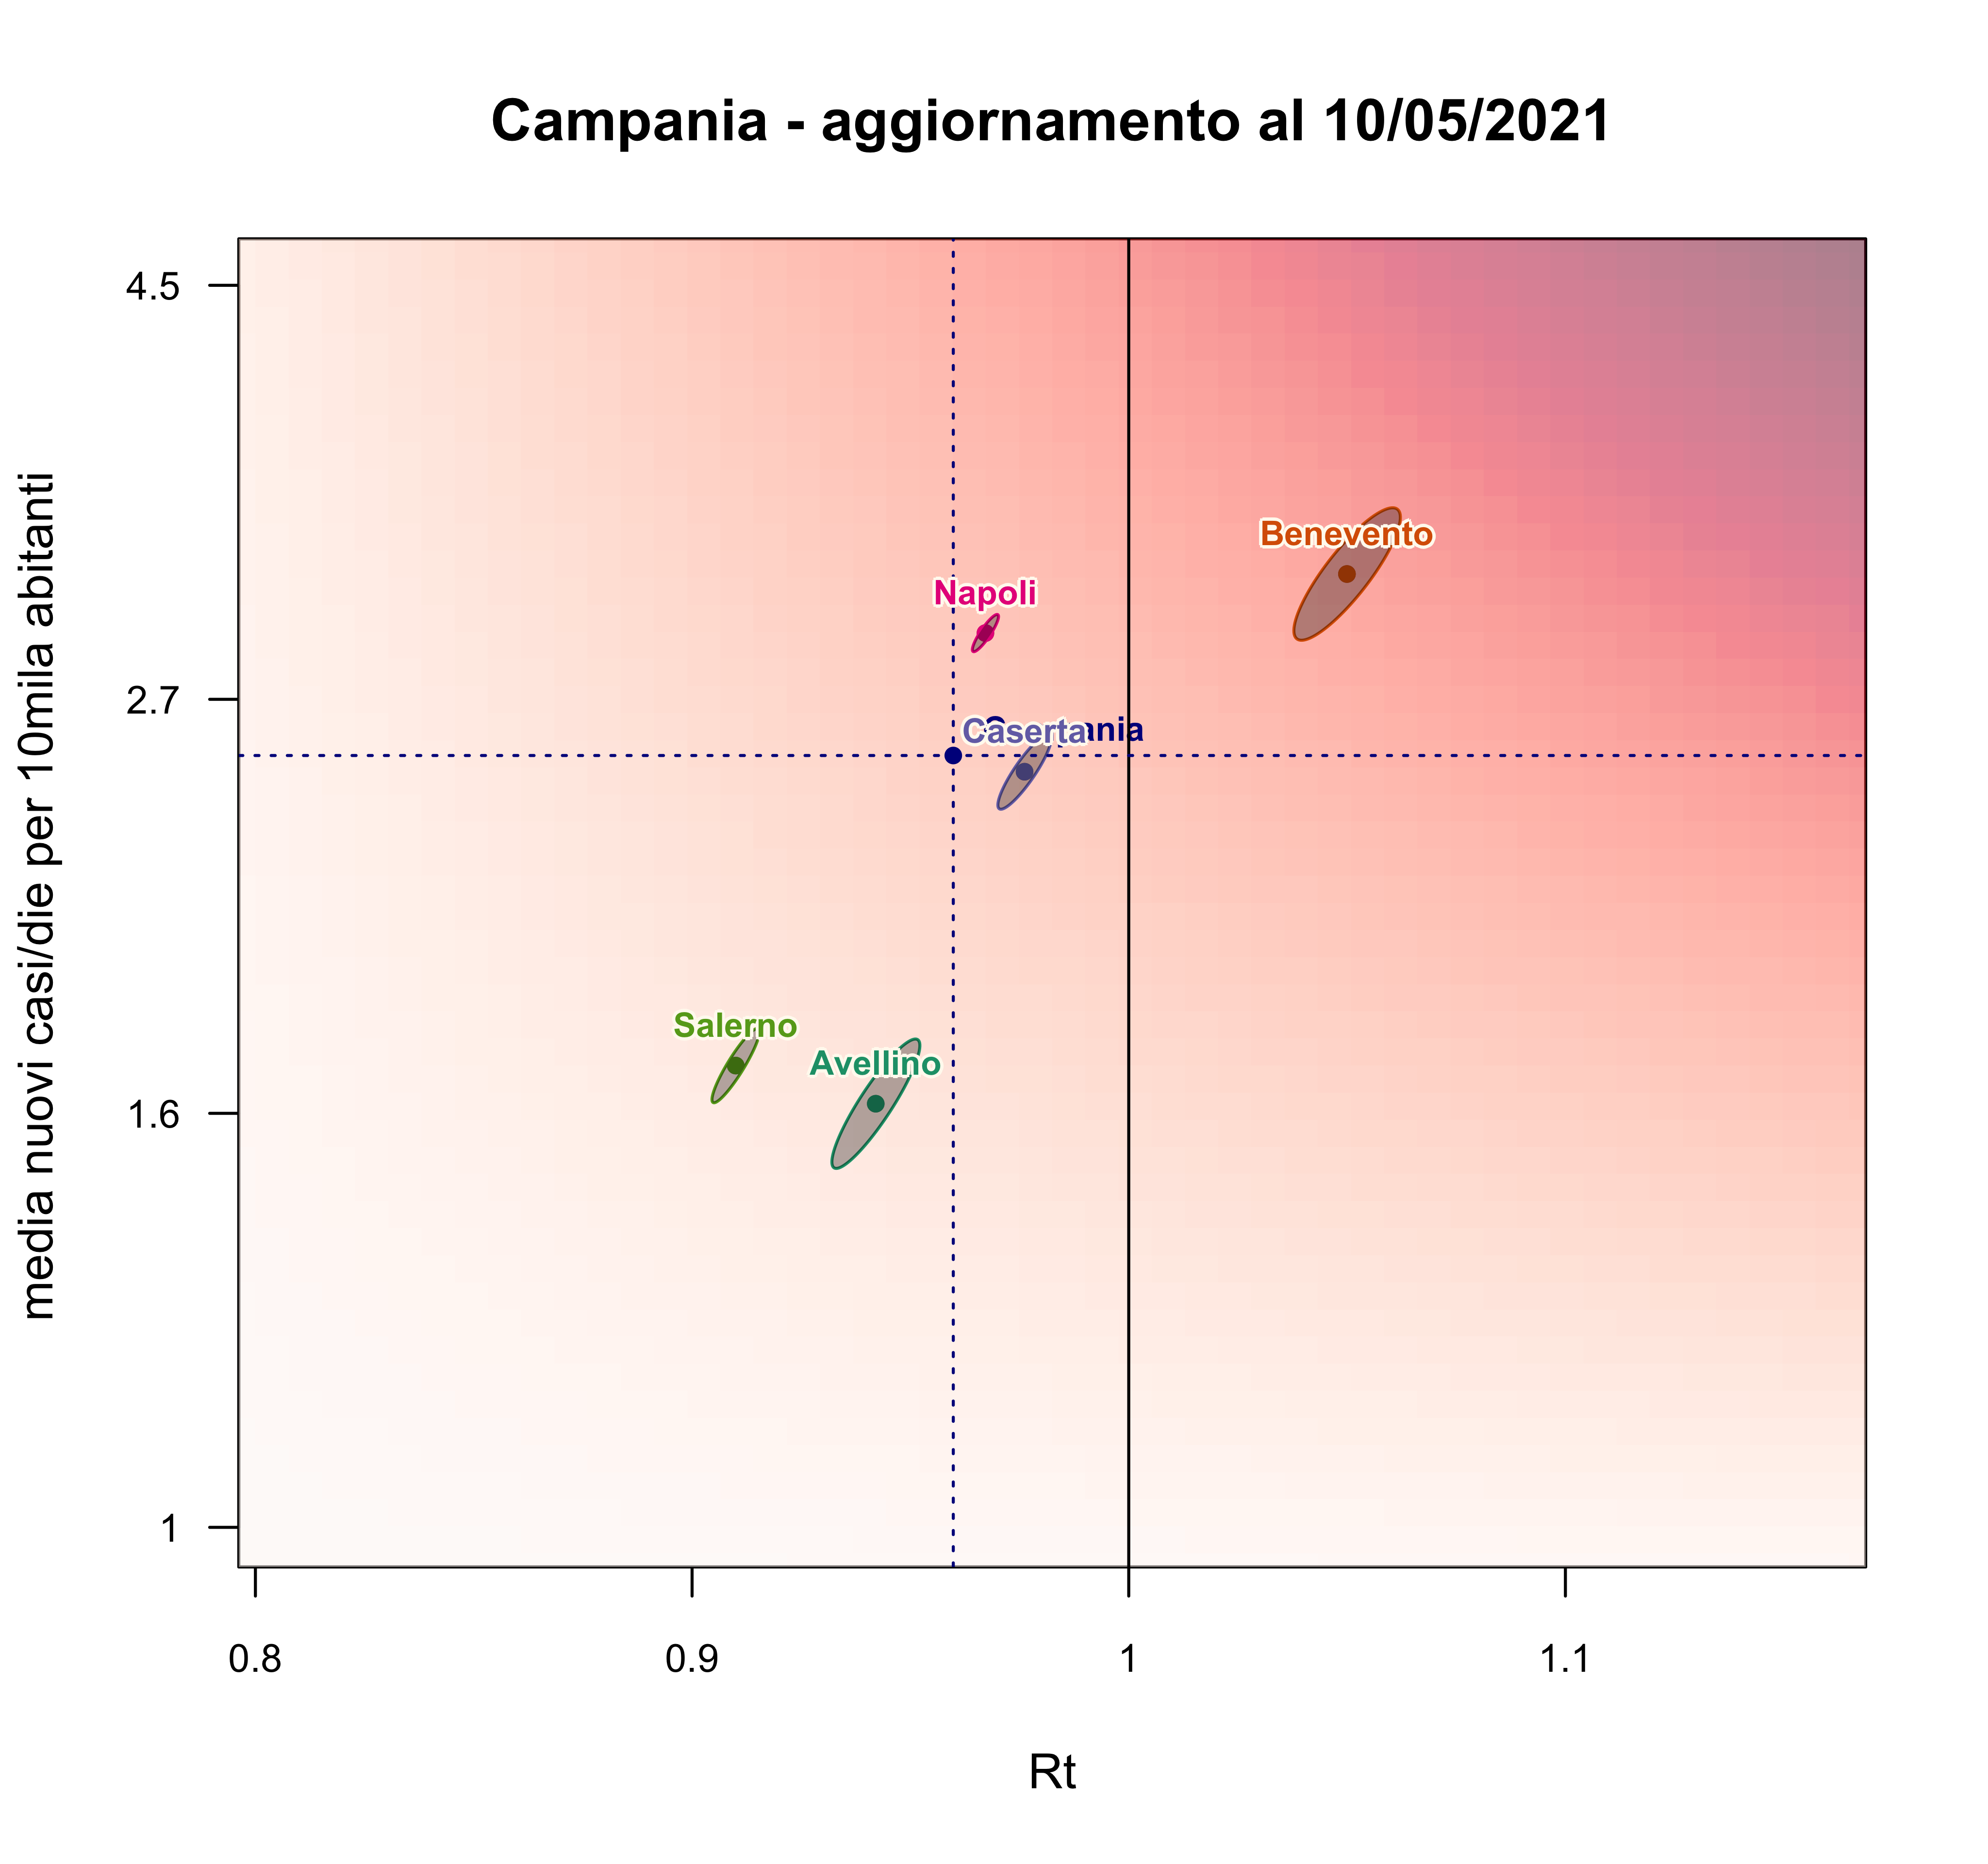 Campania - aggiornamento al 10/05/2021
media nuovi casi/die per 10mila abitanti
4.5
2.7
1.6
1
Benevento
Napoli
Caserta
Campania
Salerno
Avellino
0.8 0.9 1 1.1
Rt